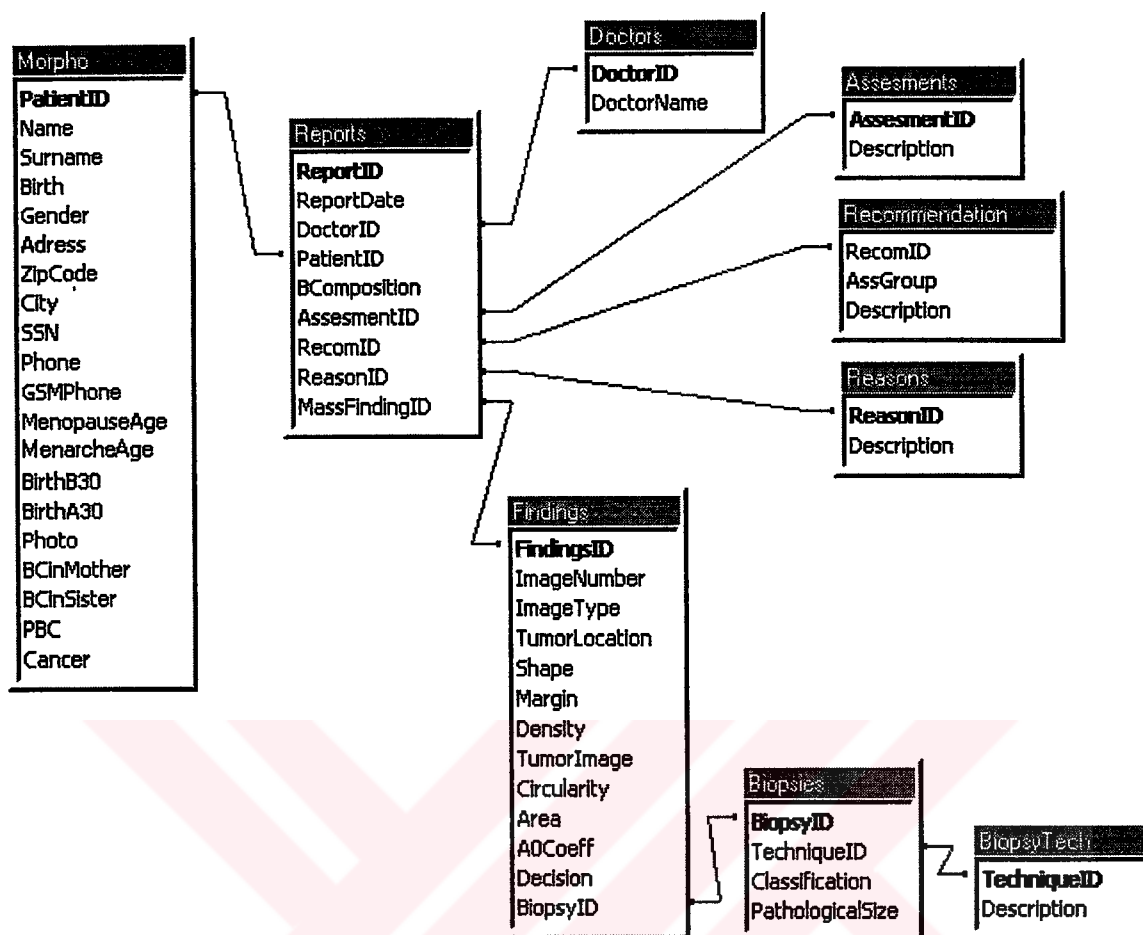 Morpho
PatientID
Name
Surname
Birth
Gender
Adress
ZipCode
City
SSN
Phone
GSMPhone
MenopauseAge
MenarcheAge
BirthB30
BirthA30
Photo
BCinMother
BCinSister
PBC
Cancer
Reports
ReportID
ReportDate
DoctorID
PatientID
BComposition
AssesmentID
RecomID
ReasonID
MassFindingID
Doctors
DoctorID
DoctorName
Assesments
AssesmentID
Description
Recommendation
RecomID
AssGroup
Description
Reasons
ReasonID
Description
Findings
FindingsID
ImageNumber
ImageType
TumorLocation
Shape
Margin
Density
TumorImage
Circularity
Area
A0Coeff
Decision
BiopsyID
Biopsies
BiopsyID
TechniqueID
Classification
PathologicalSize
BiopsyTech
TechniqueID
Description